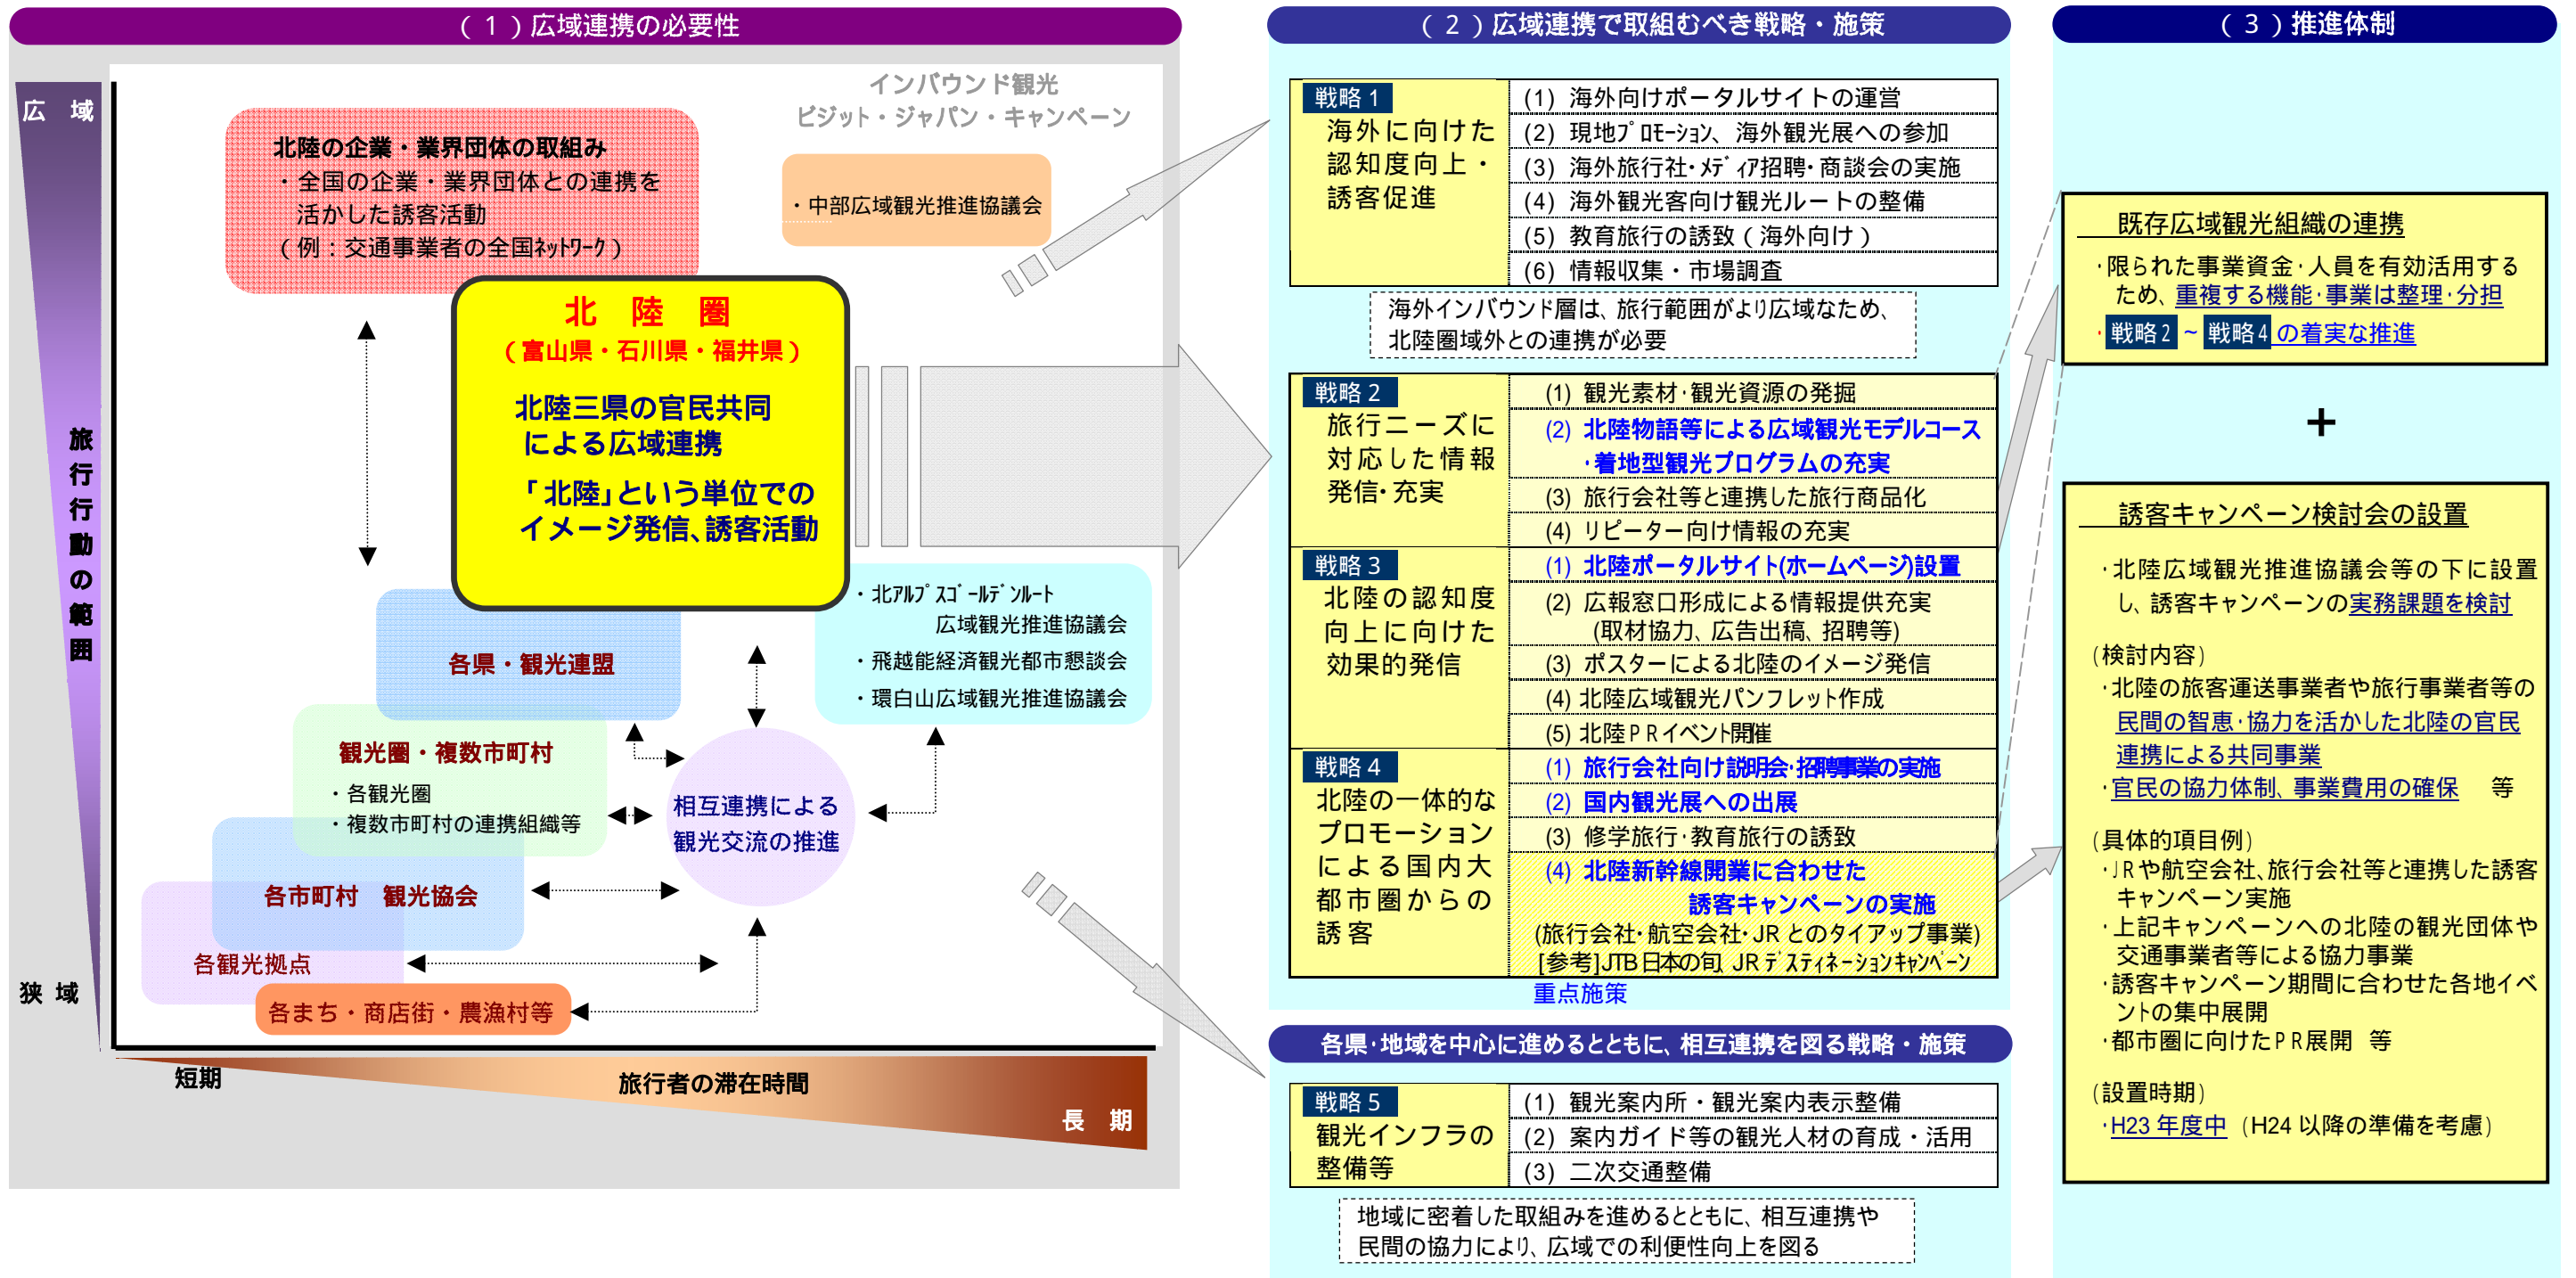 （１）広域連携の必要性
広　域
旅行行動の範囲
狭 域
インバウンド観光
ビジット・ジャパン・キャンペーン
北陸の企業・業界団体の取組み
・全国の企業・業界団体との連携を
活かした誘客活動
（例：交通事業者の全国ﾈｯﾄﾜｰｸ）
・中部広域観光推進協議会
北　陸　圏
（富山県・石川県・福井県）
北陸三県の官民共同
による広域連携
「北陸」という単位での
イメージ発信、誘客活動
・北ｱﾙﾌﾟｽｺﾞｰﾙﾃﾞﾝﾙｰﾄ
広域観光推進協議会
・飛越能経済観光都市懇談会
・環白山広域観光推進協議会
各県・観光連盟
観光圏・複数市町村
・各観光圏
・複数市町村の連携組織等
相互連携による
観光交流の推進
各市町村　観光協会
各観光拠点
各まち・商店街・農漁村等
短期
旅行者の滞在時間
長　期
（２）広域連携で取組むべき戦略・施策
戦略１
海外に向けた
認知度向上・
誘客促進
(1) 海外向けポータルサイトの運営
(2) 現地ﾌﾟﾛﾓｰｼｮﾝ、海外観光展への参加
(3) 海外旅行社・ﾒﾃﾞｨｱ招聘・商談会の実施
(4) 海外観光客向け観光ルートの整備
(5) 教育旅行の誘致（海外向け）
(6) 情報収集・市場調査
海外インバウンド層は、旅行範囲がより広域なため、
北陸圏域外との連携が必要
戦略２
旅行ニーズに
対応した情報
発信・充実
(1) 観光素材・観光資源の発掘
(2) 北陸物語等による広域観光モデルコース
・着地型観光プログラムの充実
(3) 旅行会社等と連携した旅行商品化
(4) リピーター向け情報の充実
戦略３
北陸の認知度
向上に向けた
効果的発信
(1) 北陸ポータルサイト(ホームページ)設置
(2) 広報窓口形成による情報提供充実
(取材協力、広告出稿、招聘等)
(3) ポスターによる北陸のイメージ発信
(4) 北陸広域観光パンフレット作成
(5) 北陸ＰＲイベント開催
戦略４
北陸の一体的な
プロモーション
による国内大
都市圏からの
誘客
(1) 旅行会社向け説明会・招聘事業の実施
(2) 国内観光展への出展
(3) 修学旅行・教育旅行の誘致
(4) 北陸新幹線開業に合わせた
誘客キャンペーンの実施
(旅行会社・航空会社・JRとのタイアップ事業)
[参考]JTB日本の旬、JRﾃﾞｽﾃｨﾈｰｼｮﾝｷｬﾝﾍﾟｰﾝ
重点施策
各県・地域を中心に進めるとともに、相互連携を図る戦略・施策
戦略５
観光インフラの
整備等
(1) 観光案内所・観光案内表示整備
(2) 案内ガイド等の観光人材の育成・活用
(3) 二次交通整備
地域に密着した取組みを進めるとともに、相互連携や
民間の協力により、広域での利便性向上を図る
（３）推進体制
既存広域観光組織の連携
・限られた事業資金・人員を有効活用する
ため、重複する機能・事業は整理・分担
・戦略２ ~ 戦略４の着実な推進
＋
誘客キャンペーン検討会の設置
・北陸広域観光推進協議会等の下に設置
し、誘客キャンペーンの実務課題を検討
(検討内容)
・北陸の旅客運送事業者や旅行事業者等の
民間の智恵・協力を活かした北陸の官民
連携による共同事業
・官民の協力体制、事業費用の確保　等
(具体的項目例)
・JRや航空会社、旅行会社等と連携した誘客
キャンペーン実施
・上記キャンペーンへの北陸の観光団体や
交通事業者等による協力事業
・誘客キャンペーン期間に合わせた各地イベ
ントの集中展開
・都市圏に向けたＰＲ展開　等
(設置時期)
・H23 年度中（H24 以降の準備を考慮）